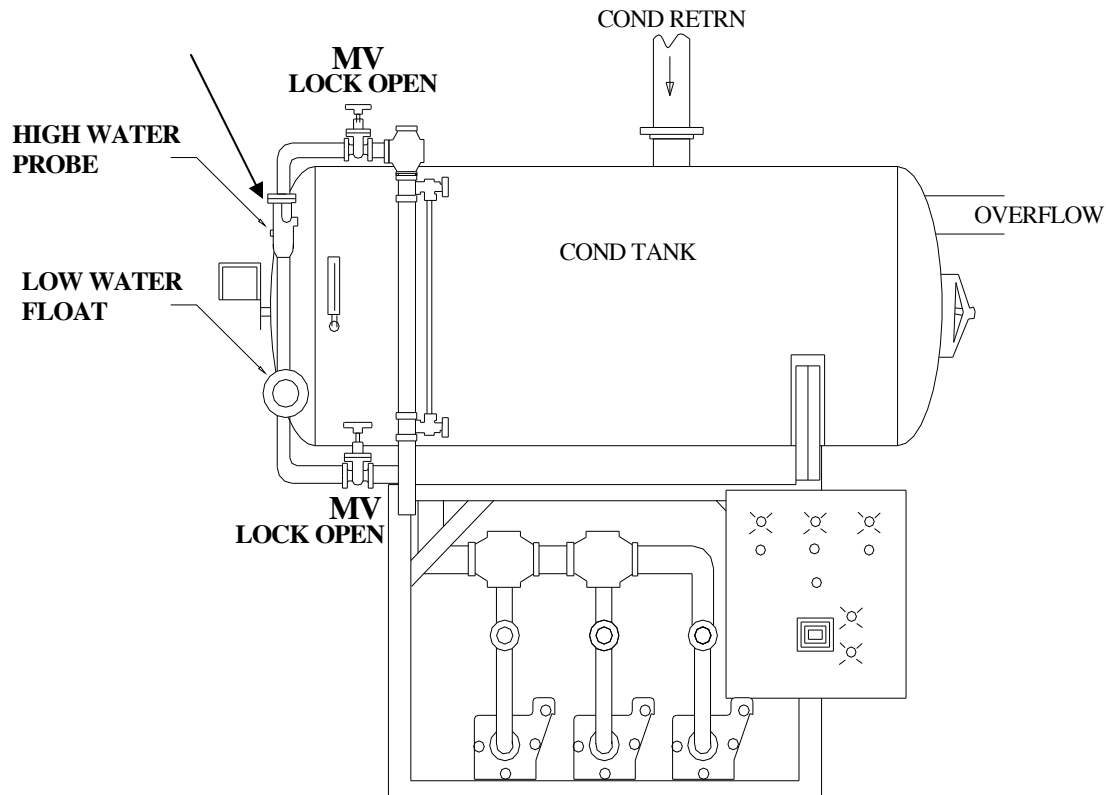 COND RETRN
MV
LOCK OPEN
HIGH WATER
PROBE
OVERFLOW
COND TANK
LOW WATER
FLOAT
MV
LOCK OPEN